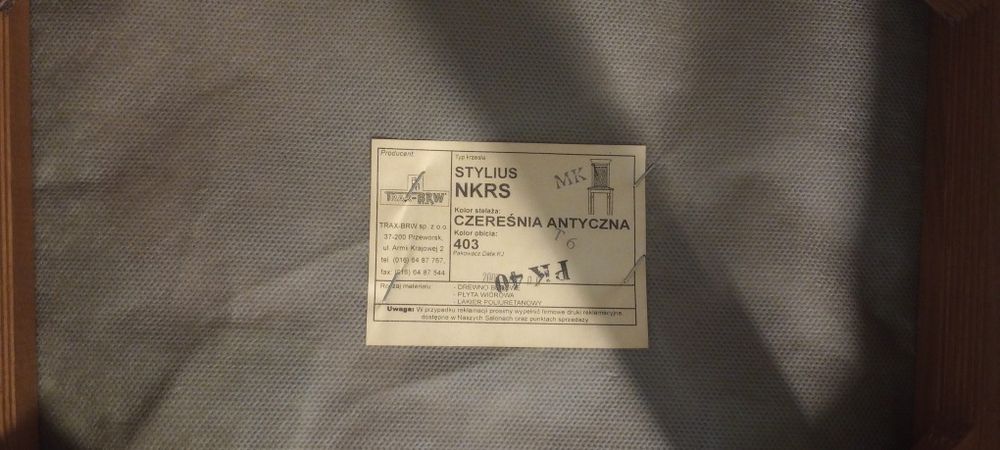 Producent:
TRAX-BRW
TRAX-BRW sp. z o.o.
37-200 Przeworsk,
ul. Armii Krajowej 2
tel. (016) 64 87 757,
fax: (016) 64 87 544
Typ krzesła:
STYLIUS
NKRS
MK
Kolor stelaża:
CZEREŚNIA ANTYCZNA
Kolor obicia:
403
T 6
Pakowacz Data KJ
PiK 40
Rodzaj materiału
- DREWNO
- PŁYTA WIÓROWA
- LAKIER POLIURETANOWY
Uwaga: W przypadku reklamacji prosimy wypełnić firmowe druki reklamacyjne
dostępne w Naszych Salonach oraz punktach sprzedaży